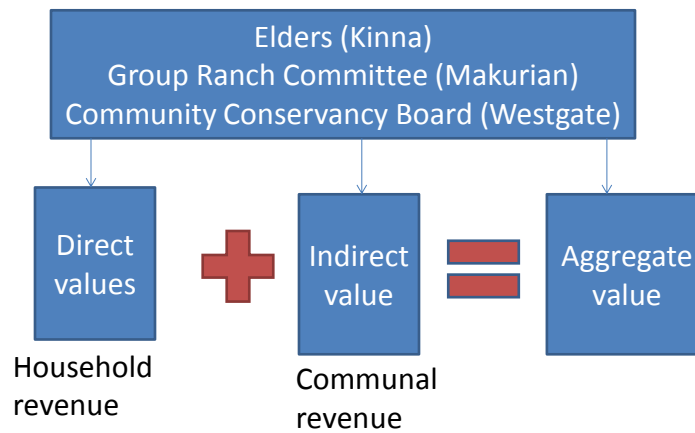 Elders (Kinna)
Group Ranch Committee (Makurian)
Community Conservancy Board (Westgate)
Direct
values
Indirect
value
Aggregate
value
Household
revenue
Communal
revenue